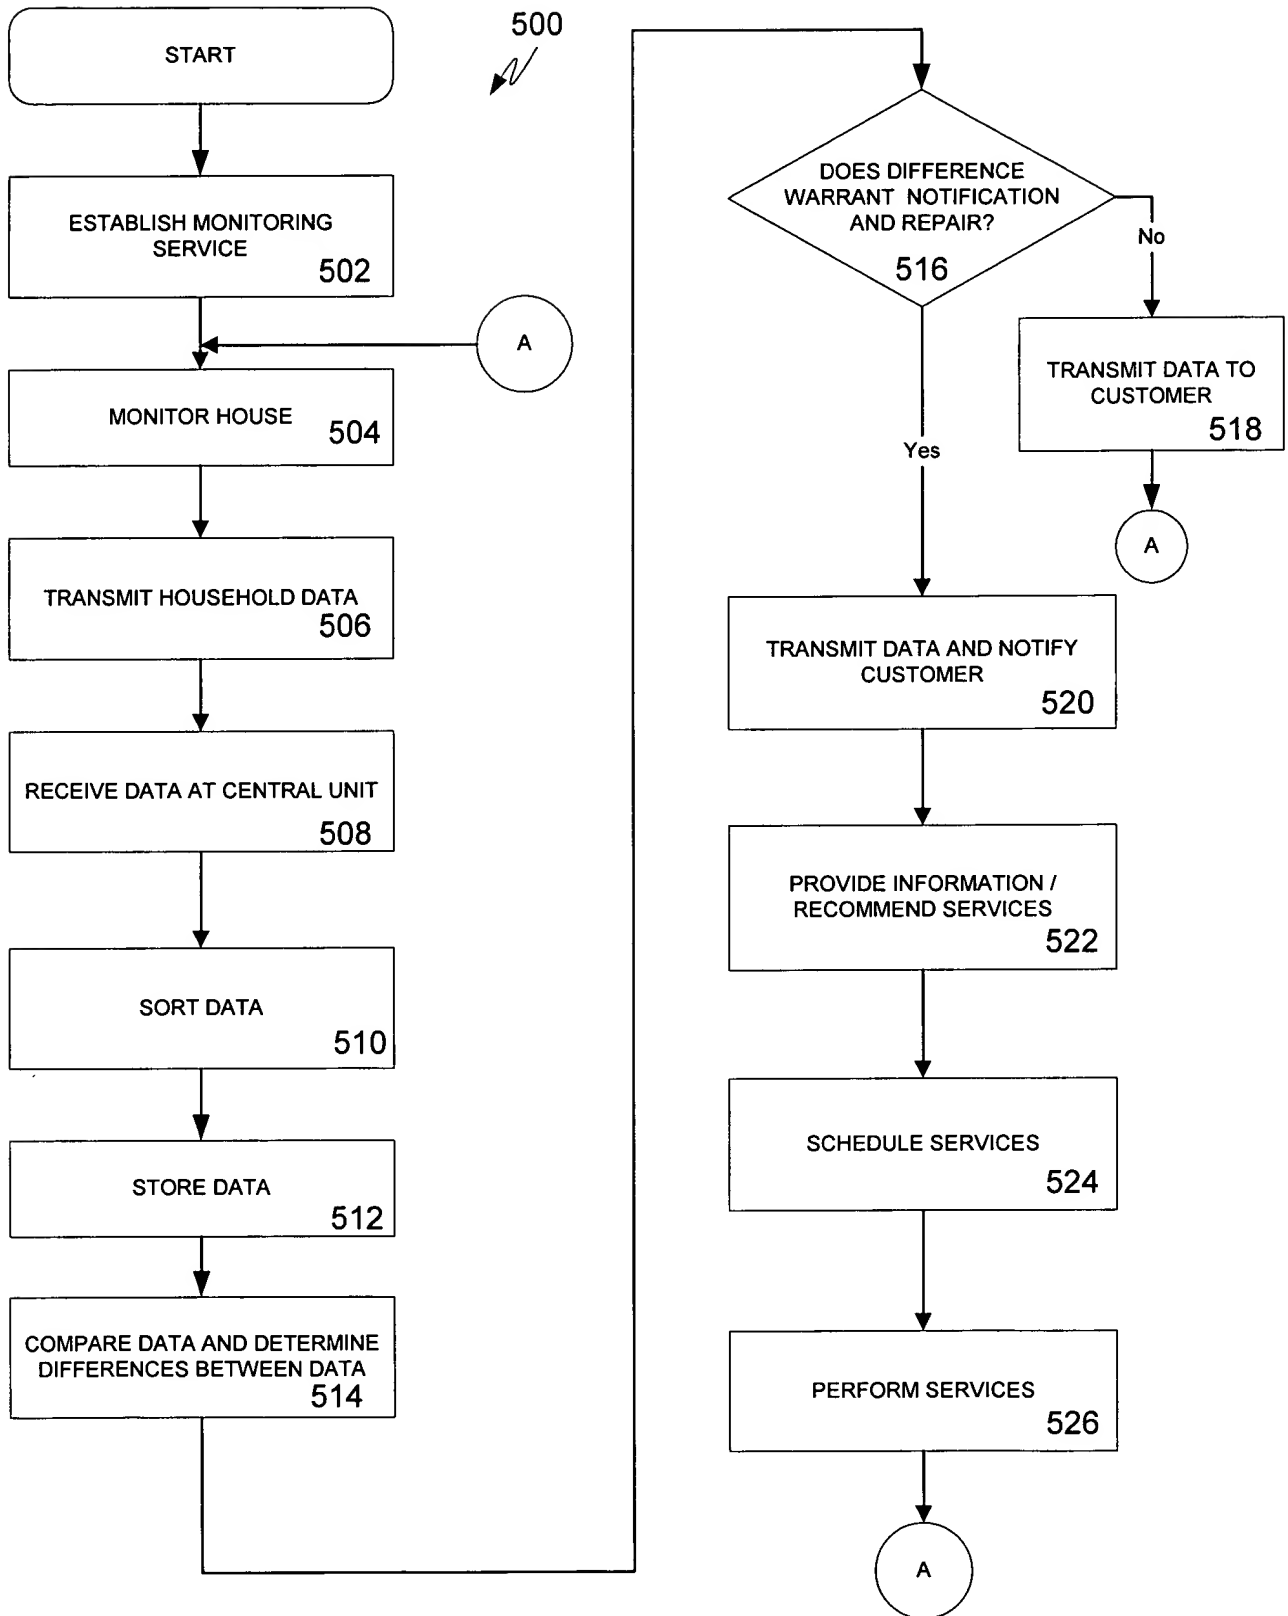 START
500
ESTABLISH MONITORING
SERVICE
502
A
MONITOR HOUSE
504
TRANSMIT HOUSEHOLD DATA
506
RECEIVE DATA AT CENTRAL UNIT
508
SORT DATA
510
STORE DATA
512
COMPARE DATA AND DETERMINE
DIFFERENCES BETWEEN DATA
514
DOES DIFFERENCE
WARRANT NOTIFICATION
AND REPAIR?
516
No
TRANSMIT DATA TO
CUSTOMER
518
A
Yes
TRANSMIT DATA AND NOTIFY
CUSTOMER
520
PROVIDE INFORMATION /
RECOMMEND SERVICES
522
SCHEDULE SERVICES
524
PERFORM SERVICES
526
A